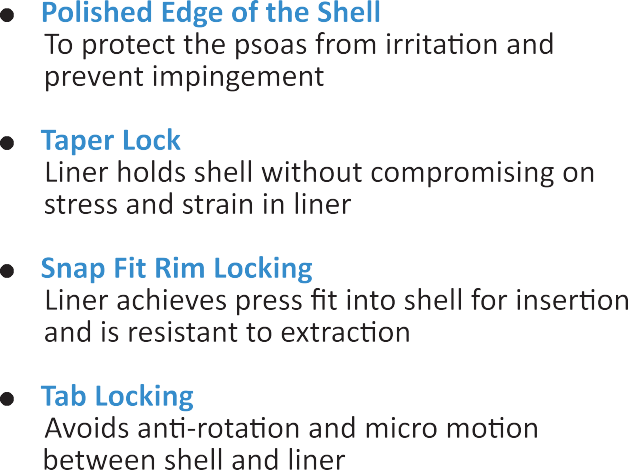 ● Polished Edge of the Shell
To protect the psoas from irritation and
prevent impingement
● Taper Lock
Liner holds shell without compromising on
stress and strain in liner
● Snap Fit Rim Locking
Liner achieves press fit into shell for insertion
and is resistant to extraction
● Tab Locking
Avoids anti-rotation and micro motion
between shell and liner